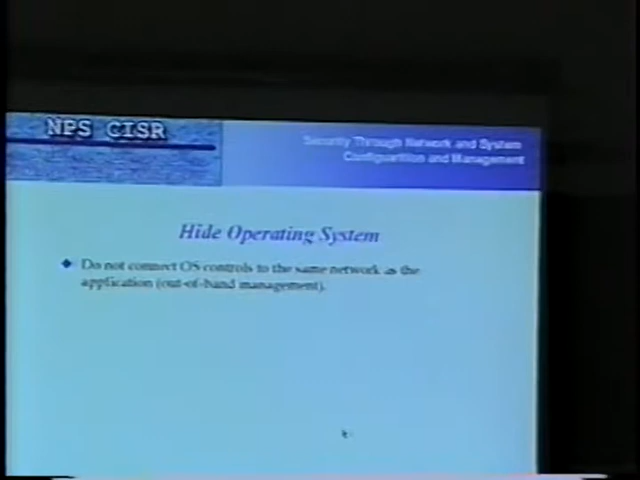 NPS CISR
Security Through Network and System
Configuration and Management
Hide Operating System
Do not connect OS controls to the same network as the
application (out-of-band management).